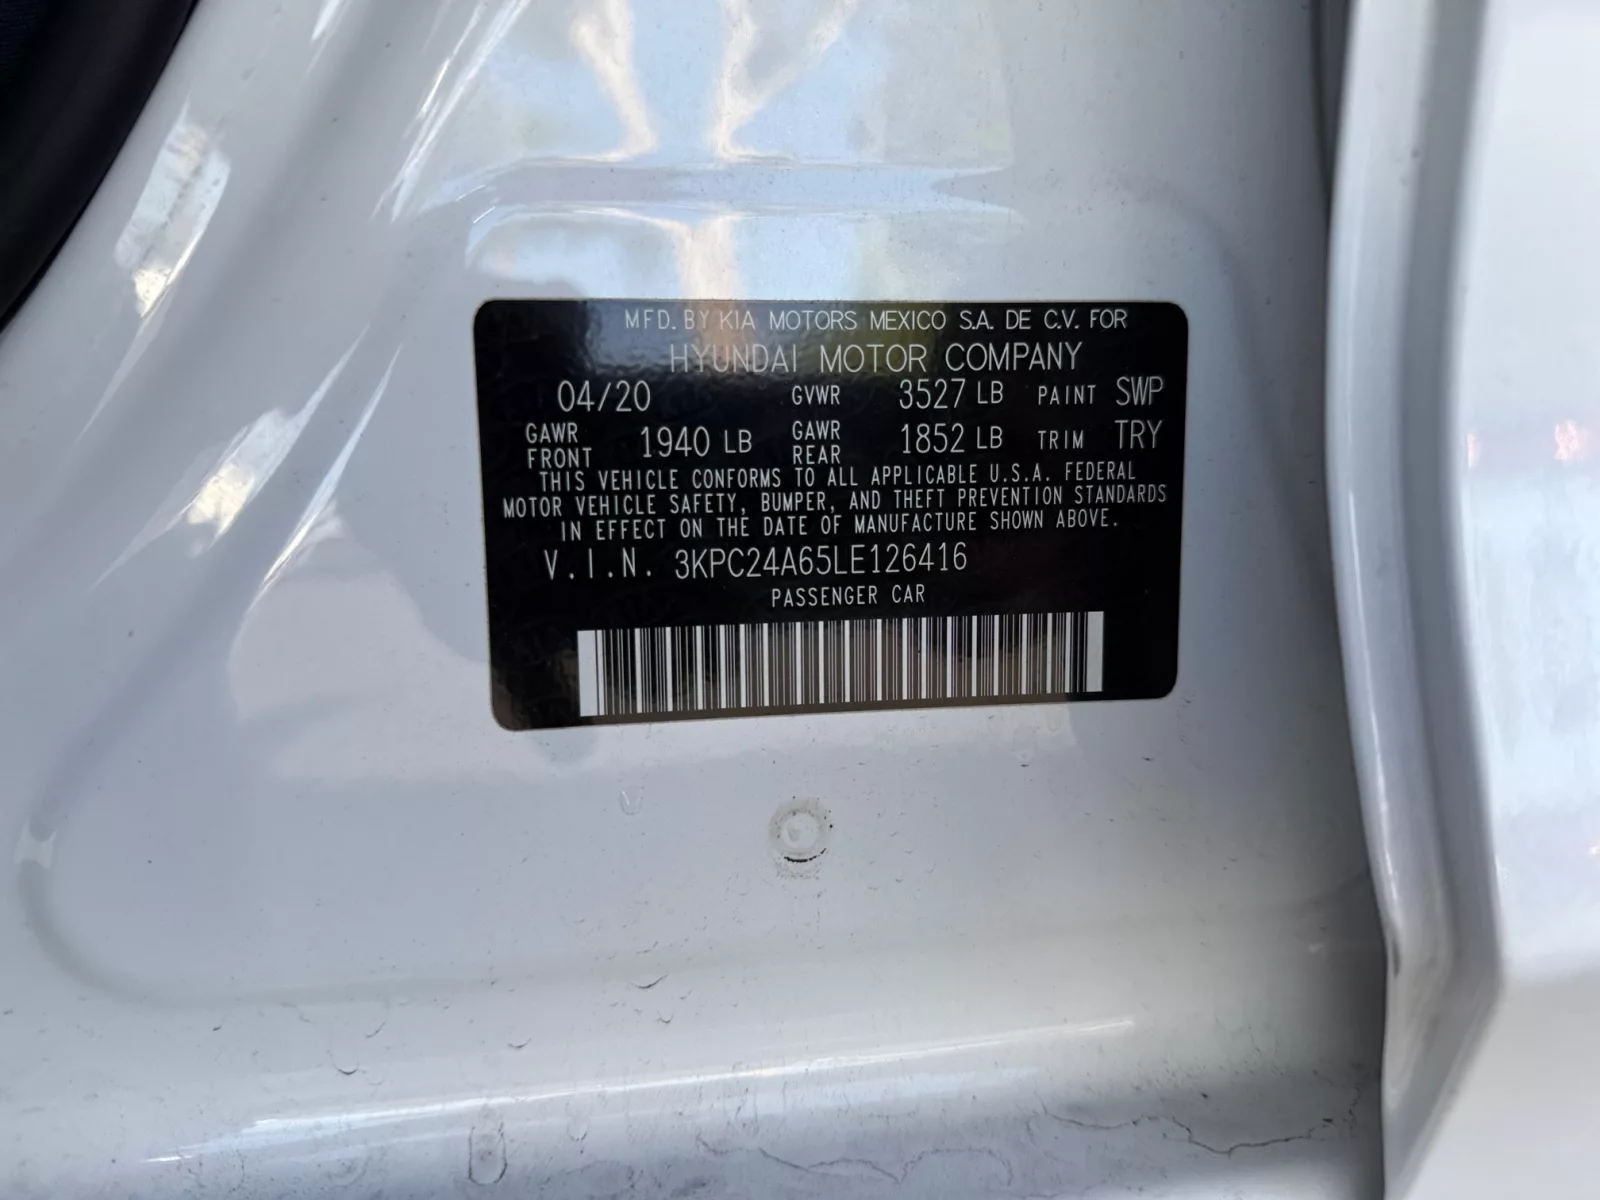 MFD. BY KIA MOTORS MEXICO S.A. DE C.V. FOR
HYUNDAI MOTOR COMPANY
04/20 GVWR 3527 LB PAINT SWP
GAWR FRONT 1940 LB GAWR REAR 1852 LB TRIM TRY
THIS VEHICLE CONFORMS TO ALL APPLICABLE U.S.A. FEDERAL
MOTOR VEHICLE SAFETY, BUMPER, AND THEFT PREVENTION STANDARDS
IN EFFECT ON THE DATE OF MANUFACTURE SHOWN ABOVE.
V.I.N. 3KPC24A65LE126416
PASSENGER CAR